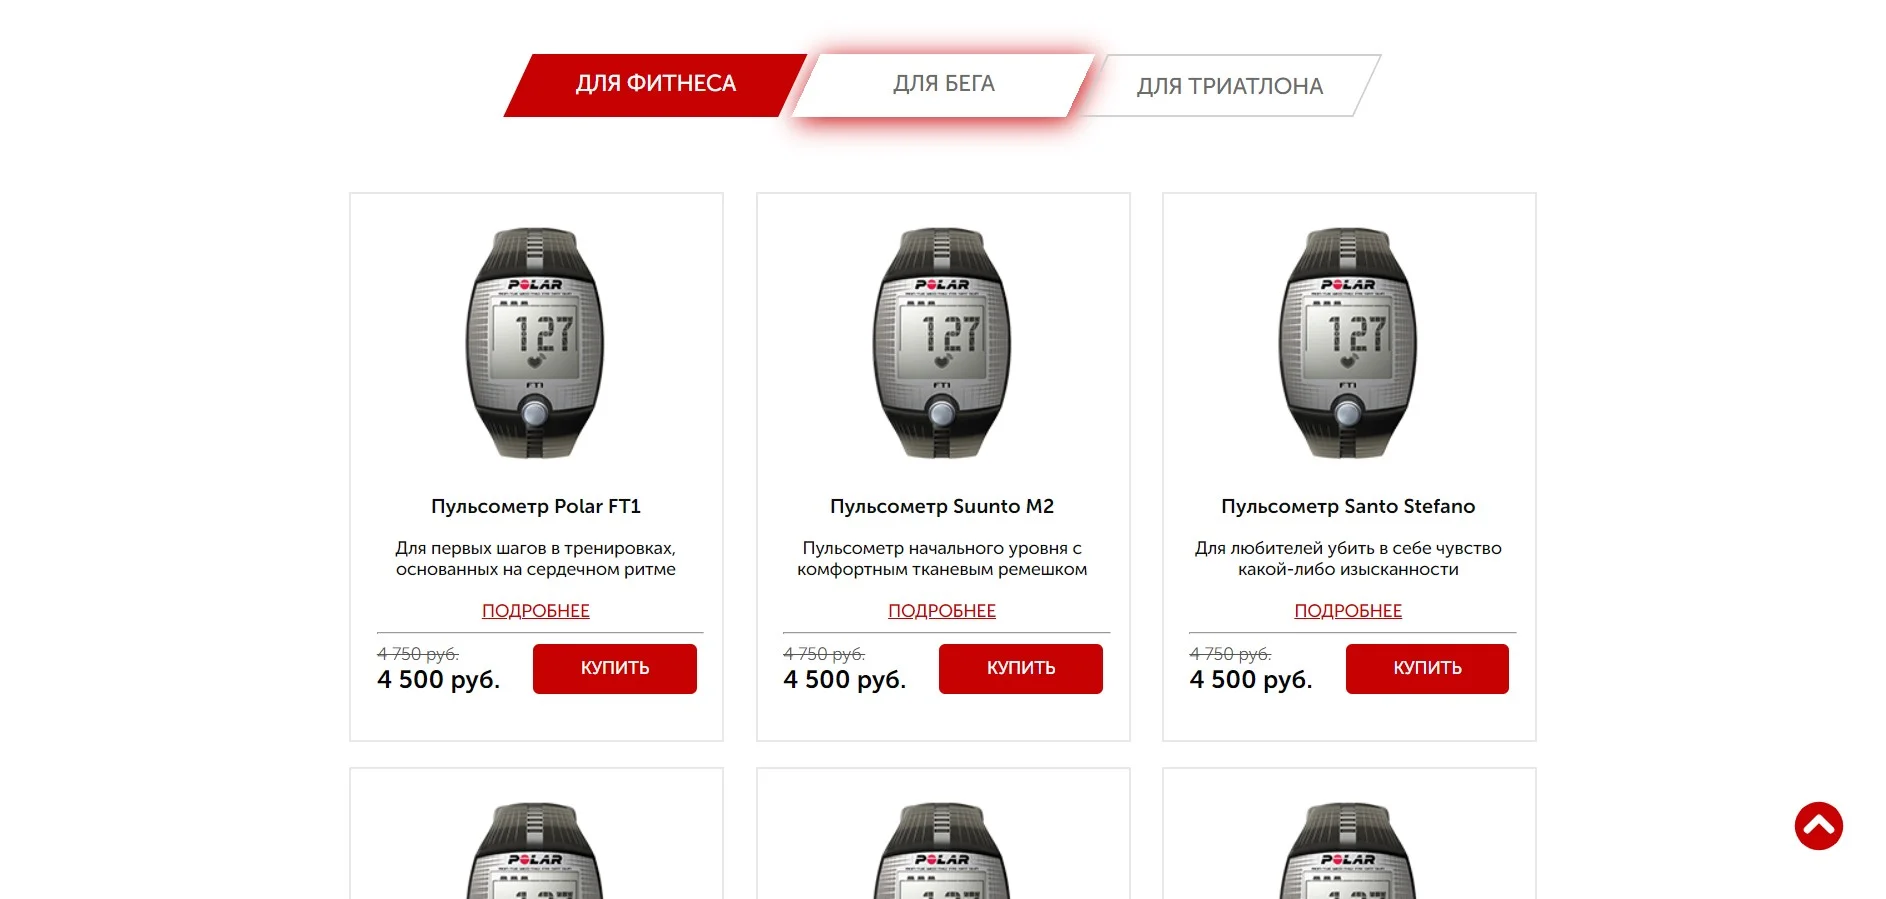 ДЛЯ ФИТНЕСА
ДЛЯ БЕГА
ДЛЯ ТРИАТЛОНА
POLAR
127
FT1
POLAR
127
FT1
POLAR
127
FT1
Пульсометр Polar FT1
Для первых шагов в тренировках,
основанных на сердечном ритме
ПОДРОБНЕЕ
4 750 руб.
4 500 руб.
КУПИТЬ
Пульсометр Suunto M2
Пульсометр начального уровня с
комфортным тканевым ремешком
ПОДРОБНЕЕ
4 750 руб.
4 500 руб.
КУПИТЬ
Пульсометр Santo Stefano
Для любителей убить в себе чувство
какой-либо изысканности
ПОДРОБНЕЕ
4 750 руб.
4 500 руб.
КУПИТЬ
POLAR
127
POLAR
127
POLAR
127